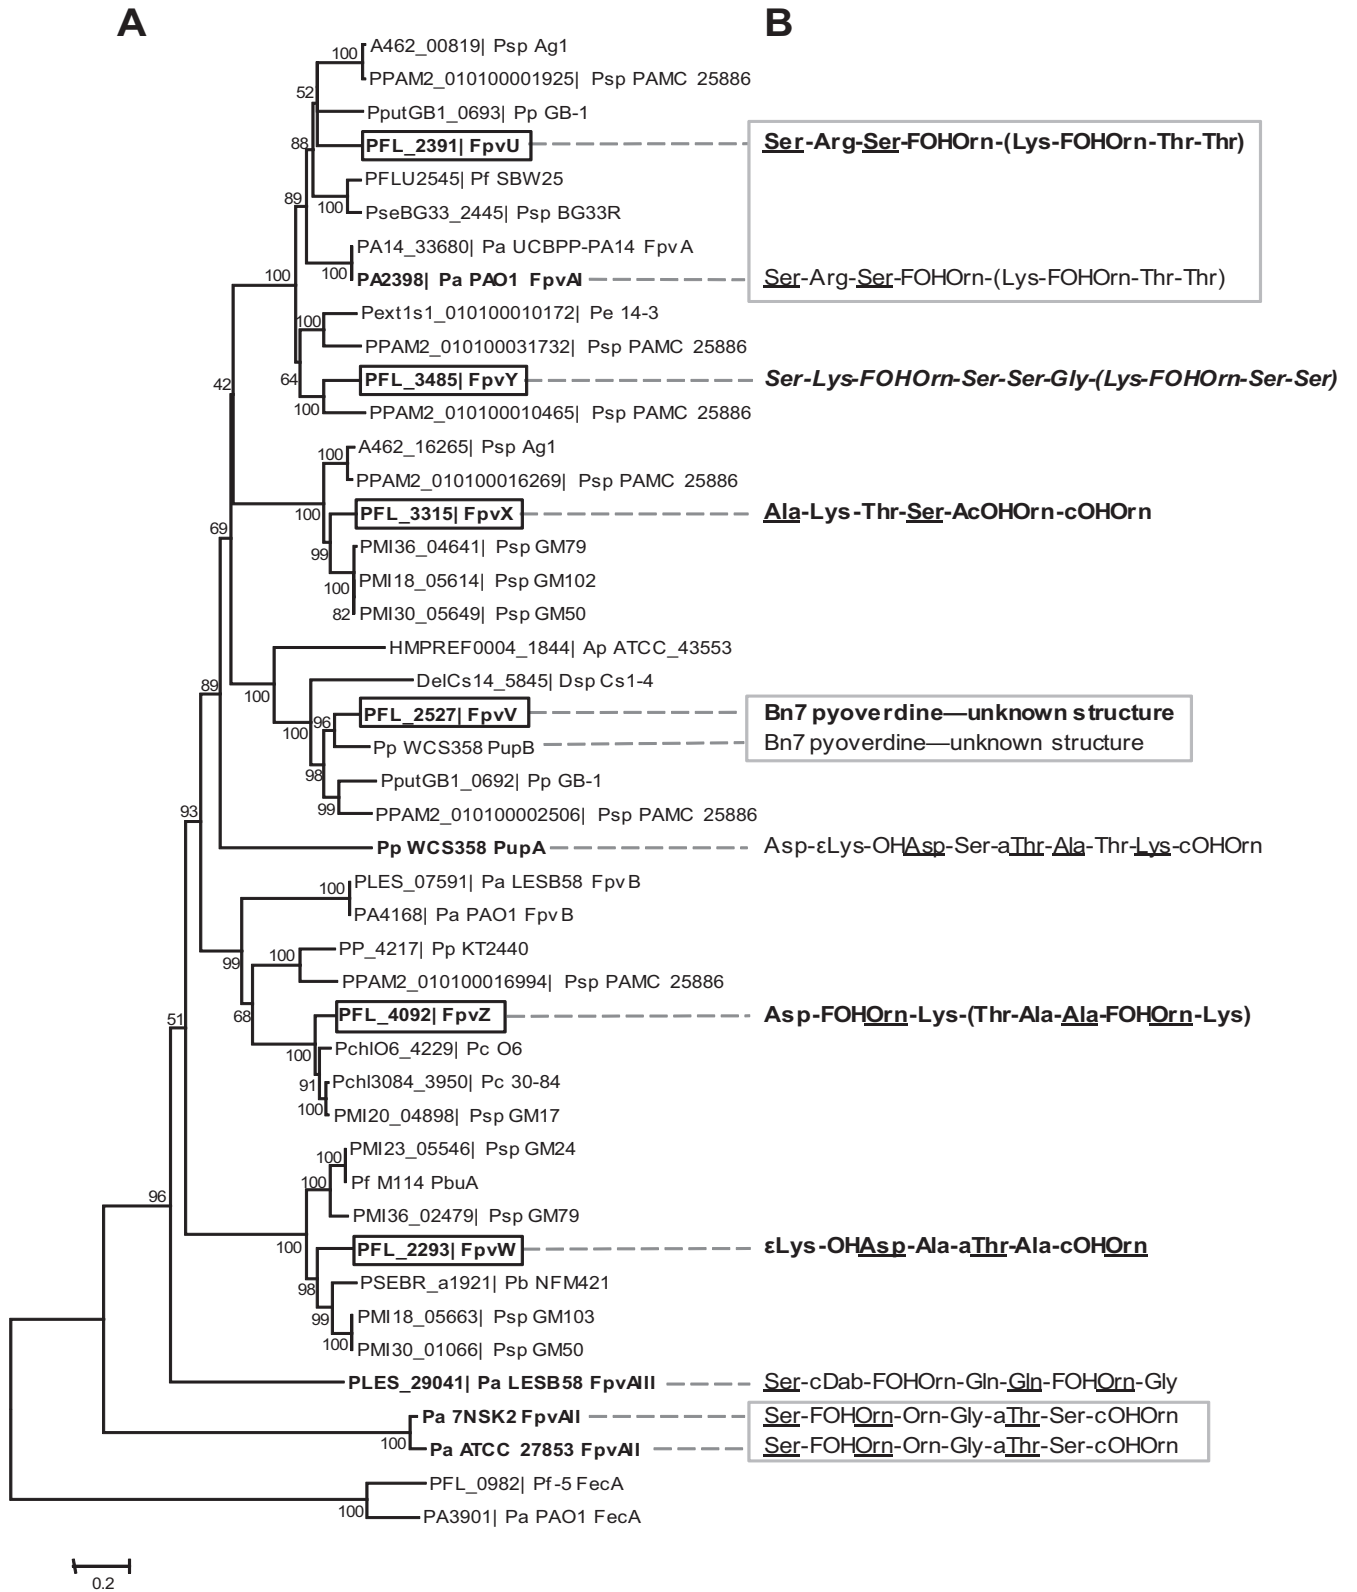 A B
100 A462_00819| Psp Ag1
PPAM2_010100001925| Psp PAMC 25886
52
PputGB1_0693| Pp GB-1
88 PFL_2391| FpvU Ser-Arg-Ser-FOHOrn-(Lys-FOHOrn-Thr-Thr)
PFLU2545| Pf SBW25
89 100 PseBG33_2445| Psp BG33R
PA14_33680| Pa UCBPP-PA14 FpvA
100 100 PA2398| Pa PAO1 FpvAI Ser-Arg-Ser-FOHOrn-(Lys-FOHOrn-Thr-Thr)
100 Pext1s1_010100010172| Pe 14-3
PPAM2_010100031732| Psp PAMC 25886
42 64 PFL_3485| FpvY Ser-Lys-FOHOrn-Ser-Ser-Gly-(Lys-FOHOrn-Ser-Ser)
100 PPAM2_010100010465| Psp PAMC 25886
100 A462_16265| Psp Ag1
PPAM2_010100016269| Psp PAMC 25886
100 PFL_3315| FpvX Ala-Lys-Thr-Ser-AcOHOrn-cOHOrn
69 99 PMI36_04641| Psp GM79
100 PMI18_05614| Psp GM102
82 PMI30_05649| Psp GM50
HMPREF0004_1844| Ap ATCC_43553
89 100 DelCs14_5845| Dsp Cs1-4
96 PFL_2527| FpvV Bn7 pyoverdine—unknown structure
100 Pp WCS358 PupB Bn7 pyoverdine—unknown structure
98 PputGB1_0692| Pp GB-1
93 99 PPAM2_010100002506| Psp PAMC 25886
Pp WCS358 PupA Asp-εLys-OHAsp-Ser-aThr-Ala-Thr-Lys-cOHOrn
100 PLES_07591| Pa LESB58 FpvB
PA4168| Pa PAO1 FpvB
99 100 PP_4217| Pp KT2440
PPAM2_010100016994| Psp PAMC 25886
51 68 PFL_4092| FpvZ Asp-FOHOrn-Lys-(Thr-Ala-Ala-FOHOrn-Lys)
100 PchlO6_4229| Pc O6
91 Pchl3084_3950| Pc 30-84
100 PMI20_04898| Psp GM17
100 PMI23_05546| Psp GM24
100 Pf M114 PbuA
96 PMI36_02479| Psp GM79
100 PFL_2293| FpvW εLys-OHAsp-Ala-aThr-Ala-cOHOrn
98 PSEBR_a1921| Pb NFM421
99 PMI18_05663| Psp GM103
100 PMI30_01066| Psp GM50
PLES_29041| Pa LESB58 FpvAIII Ser-cDab-FOHOrn-Gln-Gln-FOHOrn-Gly
Pa 7NSK2 FpvAII Ser-FOHOrn-Orn-Gly-aThr-Ser-cOHOrn
100 Pa ATCC 27853 FpvAII Ser-FOHOrn-Orn-Gly-aThr-Ser-cOHOrn
PFL_0982| Pf-5 FecA
100 PA3901| Pa PAO1 FecA
0.2